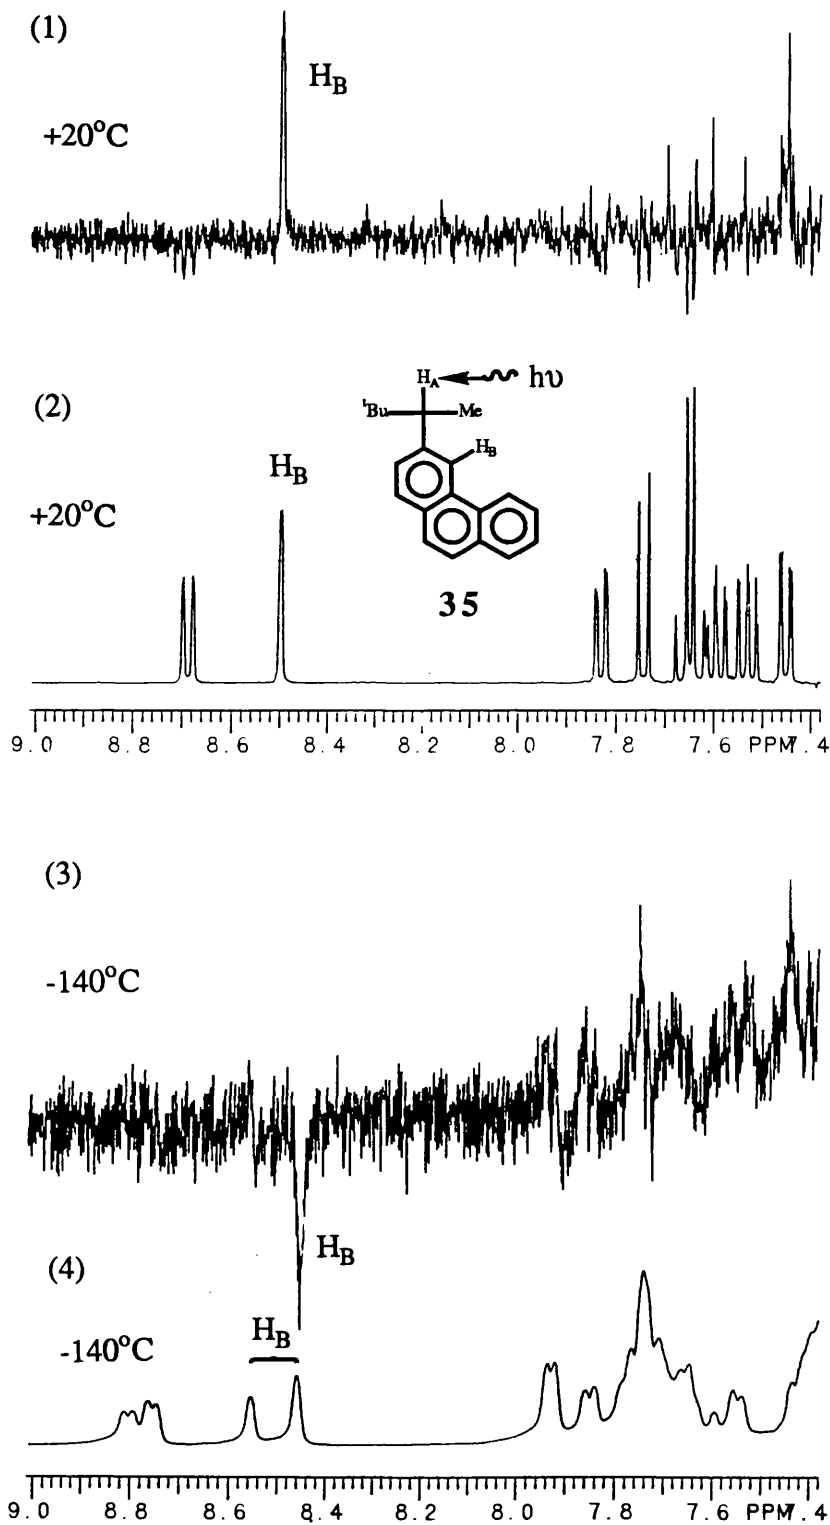 (1)
H_B
+20°C
(2)
H_A hυ
ᵗBu Me
H_B
H_B
+20°C
35
9.0 8.8 8.6 8.4 8.2 8.0 7.8 7.6 PPM 7.4
(3)
-140°C
H_B
(4)
H_B
-140°C
9.0 8.8 8.6 8.4 8.2 8.0 7.8 7.6 PPM 7.4